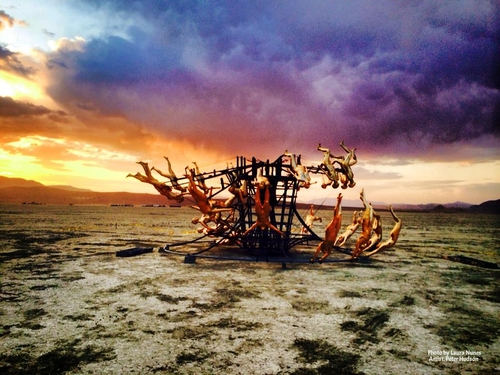 Photo by Laura Nunes
Artist: Peter Hudson